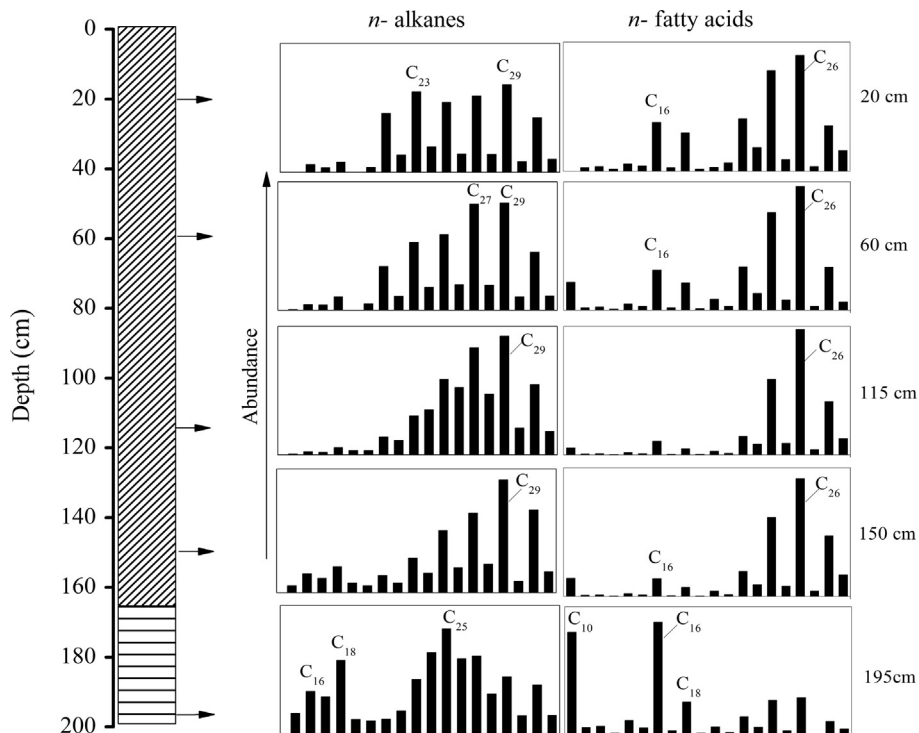 n- alkanes
n- fatty acids
Depth (cm)
0
20
40
60
80
100
120
140
160
180
200
Abundance
C23
C29
C16
C26
20 cm
C27
C29
C16
C26
60 cm
C29
C26
115 cm
C29
C16
C26
150 cm
C16
C18
C25
C10
C16
C18
195cm